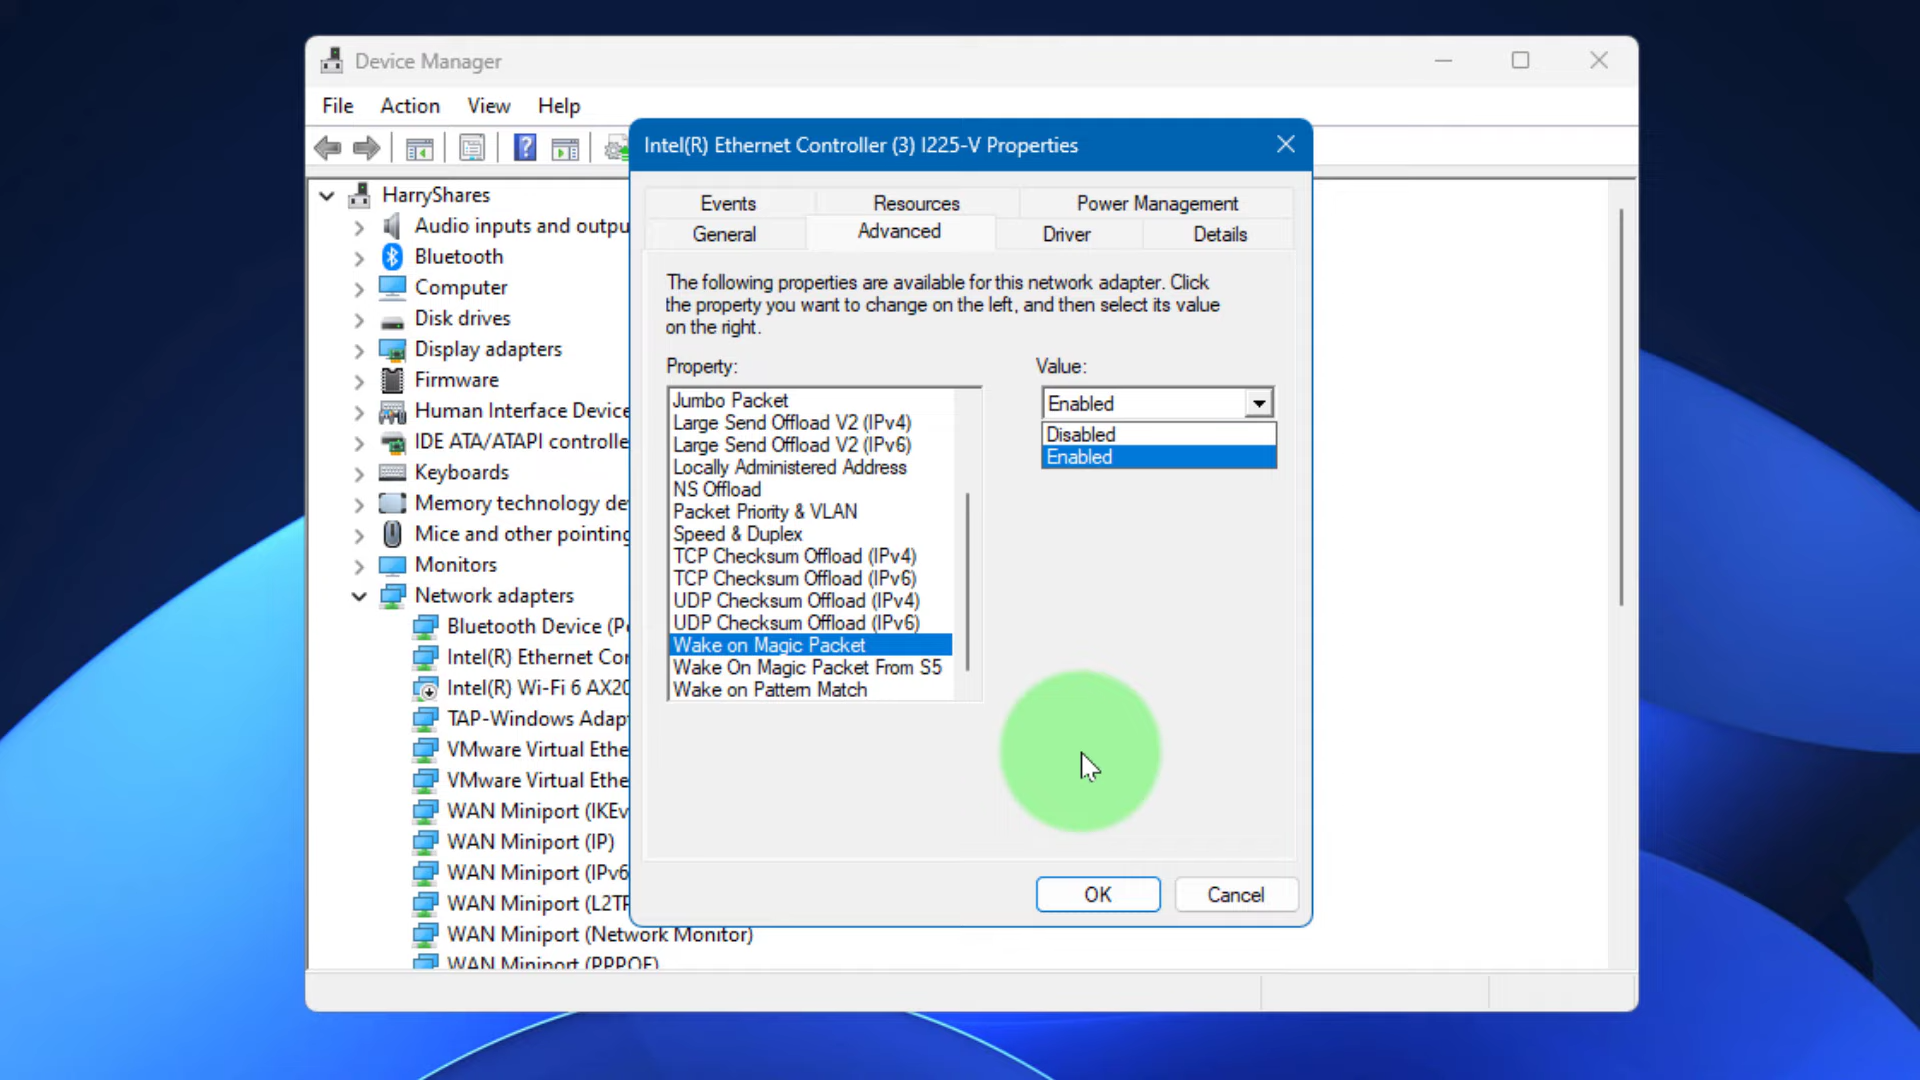 Device Manager
File Action View Help
Intel(R) Ethernet Controller (3) I225-V Properties
HarryShares
Audio inputs and outpu
Bluetooth
Computer
Disk drives
Display adapters
Firmware
Human Interface Device
IDE ATA/ATAPI controlle
Keyboards
Memory technology de
Mice and other pointing
Monitors
Network adapters
Bluetooth Device (P
Intel(R) Ethernet Cor
Intel(R) Wi-Fi 6 AX20
TAP-Windows Adap
VMware Virtual Ethe
VMware Virtual Ethe
WAN Miniport (IKEv
WAN Miniport (IP)
WAN Miniport (IPv6
WAN Miniport (L2TP
WAN Miniport (Network Monitor)
WAN Miniport (PPPOE)
Events Resources Power Management
General Advanced Driver Details
The following properties are available for this network adapter. Click
the property you want to change on the left, and then select its value
on the right.
Property:
Jumbo Packet
Large Send Offload V2 (IPv4)
Large Send Offload V2 (IPv6)
Locally Administered Address
NS Offload
Packet Priority & VLAN
Speed & Duplex
TCP Checksum Offload (IPv4)
TCP Checksum Offload (IPv6)
UDP Checksum Offload (IPv4)
UDP Checksum Offload (IPv6)
Wake on Magic Packet
Wake On Magic Packet From S5
Wake on Pattern Match
Value:
Enabled
Disabled
Enabled
OK Cancel